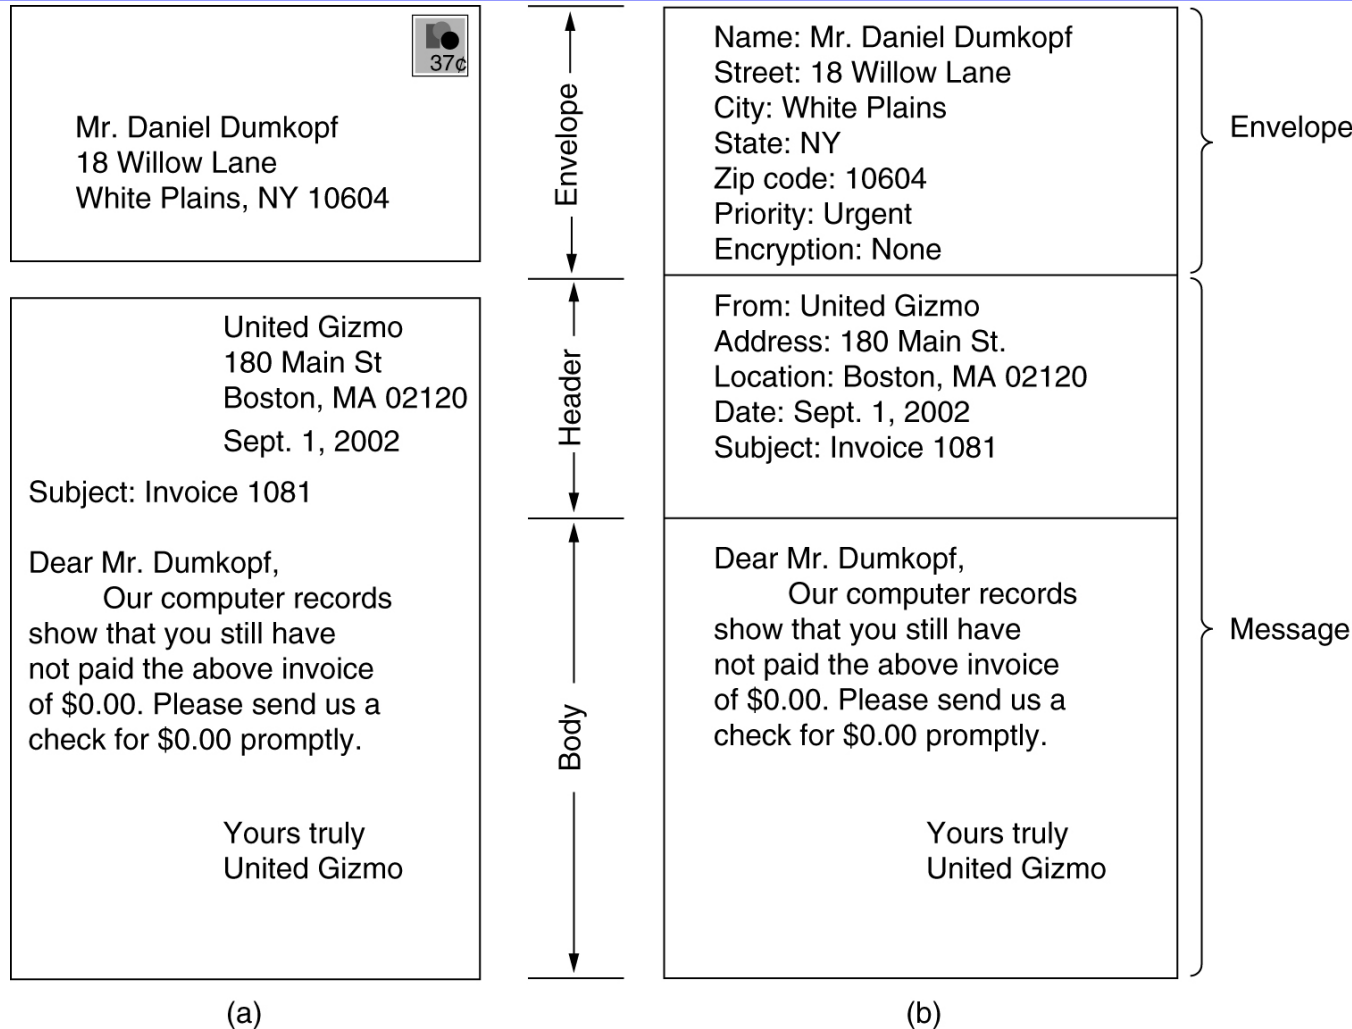 37¢
Mr. Daniel Dumkopf
18 Willow Lane
White Plains, NY 10604
United Gizmo
180 Main St
Boston, MA 02120
Sept. 1, 2002
Subject: Invoice 1081
Dear Mr. Dumkopf,
Our computer records
show that you still have
not paid the above invoice
of $0.00. Please send us a
check for $0.00 promptly.
Yours truly
United Gizmo
(a)
Envelope
Header
Body
Name: Mr. Daniel Dumkopf
Street: 18 Willow Lane
City: White Plains
State: NY
Zip code: 10604
Priority: Urgent
Encryption: None
From: United Gizmo
Address: 180 Main St.
Location: Boston, MA 02120
Date: Sept. 1, 2002
Subject: Invoice 1081
Dear Mr. Dumkopf,
Our computer records
show that you still have
not paid the above invoice
of $0.00. Please send us a
check for $0.00 promptly.
Yours truly
United Gizmo
(b)
Envelope
Message